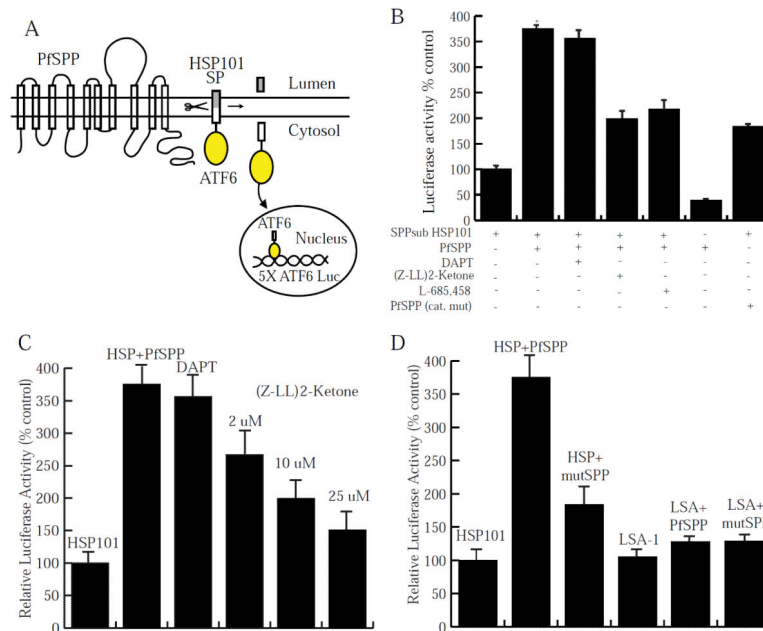 A
PfSPP
HSP101
SP
Lumen
Cytosol
ATF6
ATF6
Nucleus
5X ATF6 Luc
B
Luciferase activity % control
400
350
300
250
200
150
100
50
0
SPPsub HSP101 + + + + + - +
PfSPP - + + + + + -
DAPT - - + - - - -
(Z-LL)2-Ketone - - - + - - -
L-685,458 - - - - + - -
PfSPP (cat. mut) - - - - - - +
C
Relative Luciferase Activity (% control)
400
350
300
250
200
150
100
50
0
HSP101
HSP+PfSPP
DAPT
(Z-LL)2-Ketone
2 uM
10 uM
25 uM
D
Relative Luciferase Activity (% control)
400
350
300
250
200
150
100
50
0
HSP101
HSP+PfSPP
HSP+
mutSPP
LSA-1
LSA+
PfSPP
LSA+
mutSPP